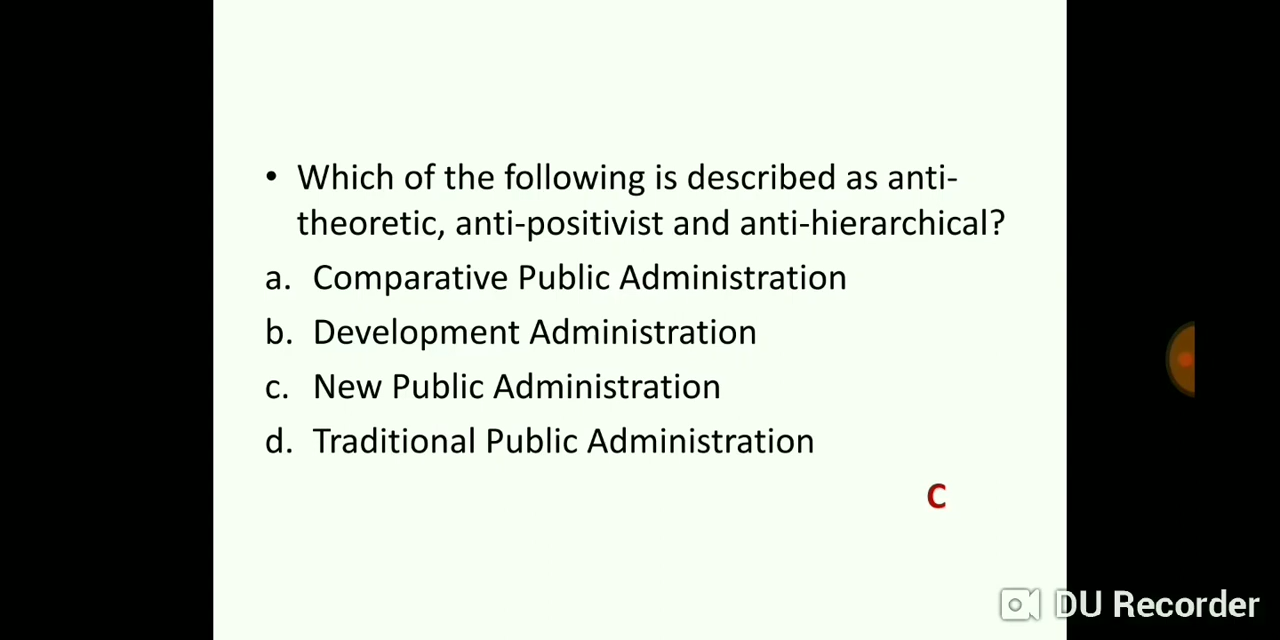 • Which of the following is described as anti-
theoretic, anti-positivist and anti-hierarchical?
a. Comparative Public Administration
b. Development Administration
c. New Public Administration
d. Traditional Public Administration
C
DU Recorder